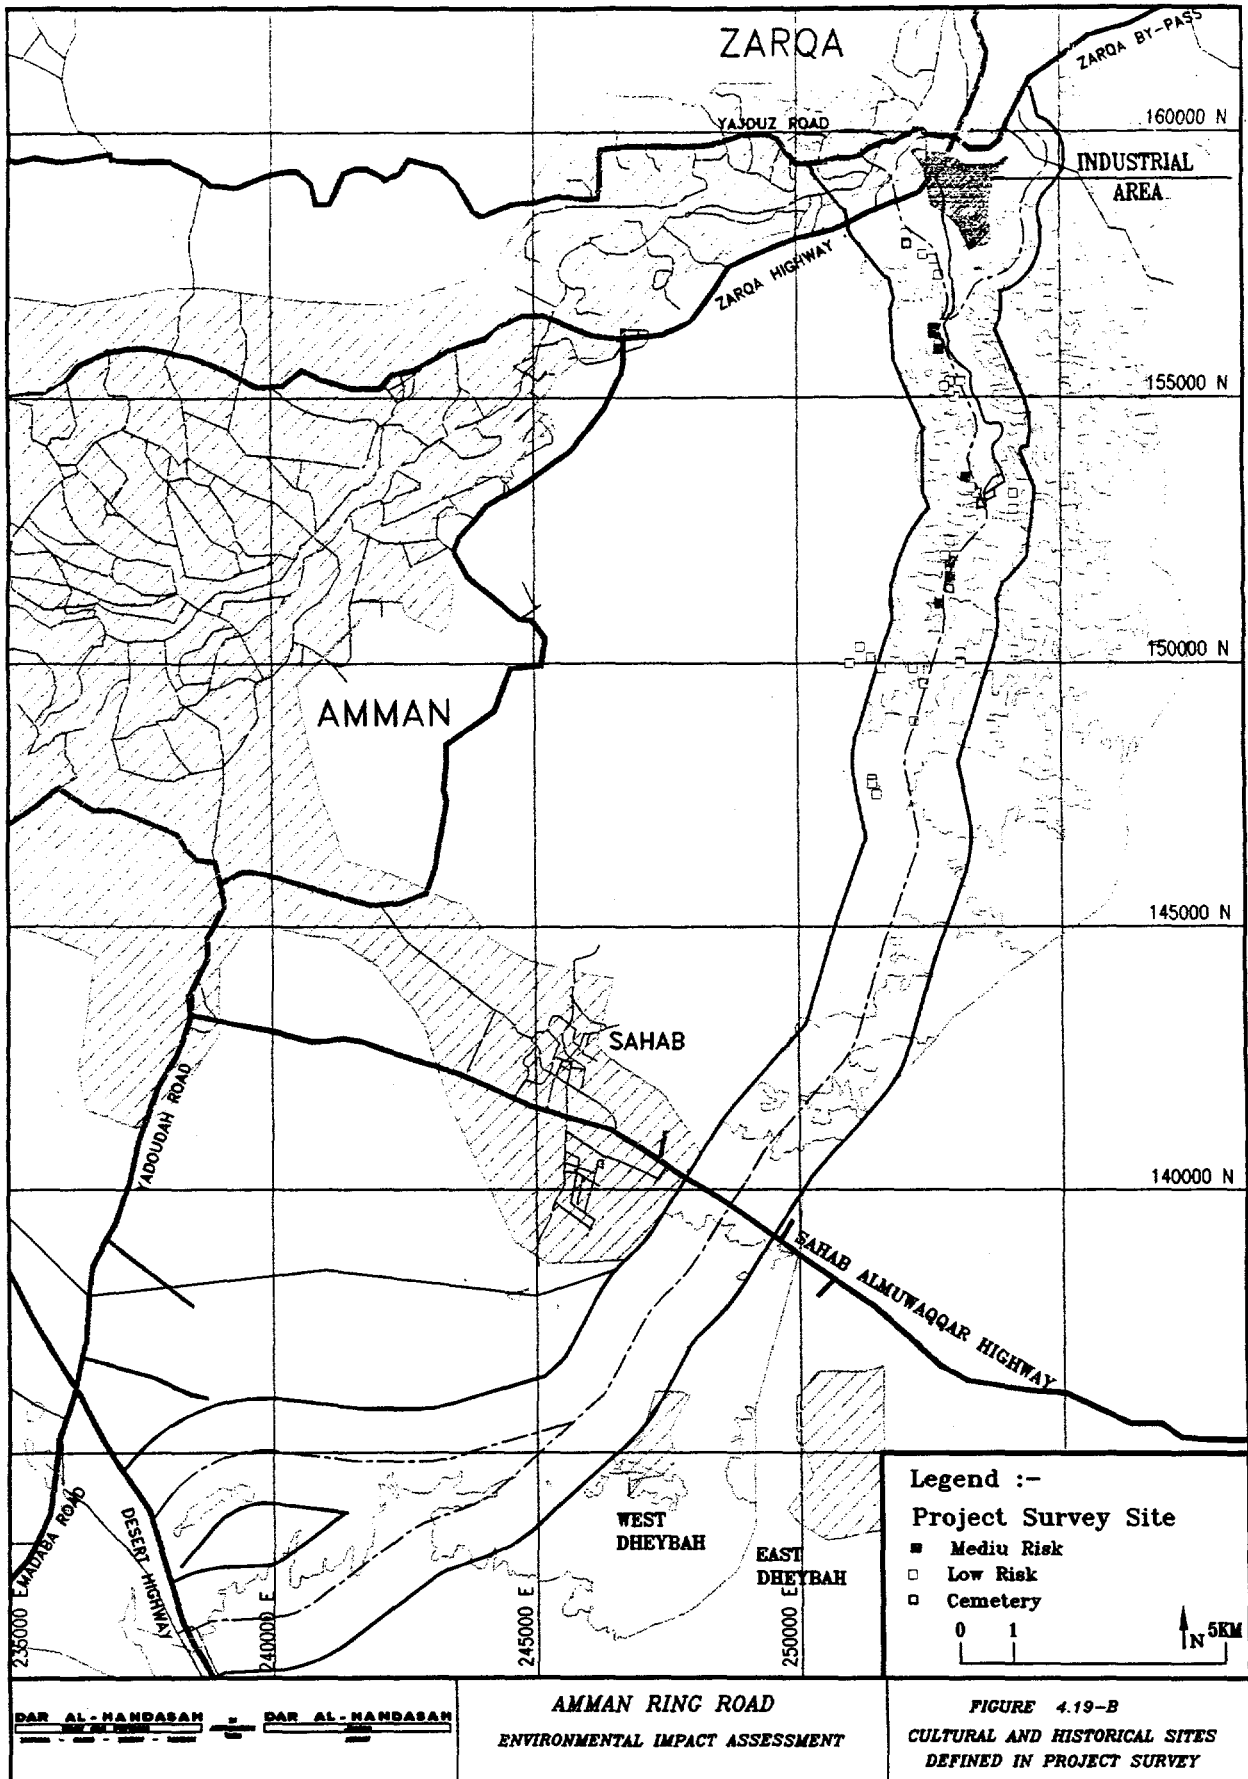 ZARQA
ZARQA BY-PASS
YAJOUZ ROAD
160000 N
INDUSTRIAL
AREA
ZARQA HIGHWAY
155000 N
150000 N
AMMAN
145000 N
SAHAB
YADOUDAH ROAD
140000 N
SAHAB ALMUWAQQAR HIGHWAY
MADABA ROAD
DESERT HIGHWAY
WEST
DHEYBAH
EAST
DHEYBAH
235000 E
240000 E
245000 E
250000 E
Legend :-
Project Survey Site
Mediu Risk
Low Risk
Cemetery
0 1 5KM
N
DAR AL-HANDASAH
DAR AL-HANDASAH
AMMAN RING ROAD
ENVIRONMENTAL IMPACT ASSESSMENT
FIGURE 4.19-B
CULTURAL AND HISTORICAL SITES
DEFINED IN PROJECT SURVEY